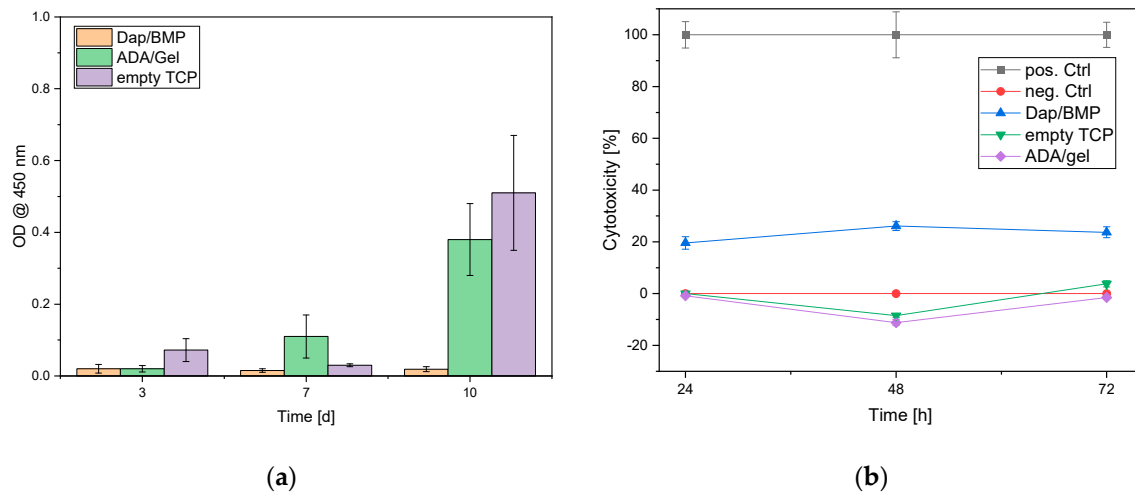 1.0
0.8
0.6
0.4
0.2
0.0
OD @ 450 nm
Dap/BMP
ADA/Gel
empty TCP
3
7
10
Time [d]
(a)
100
80
60
40
20
0
-20
Cytotoxicity [%]
pos. Ctrl
neg. Ctrl
Dap/BMP
empty TCP
ADA/gel
24
48
72
Time [h]
(b)